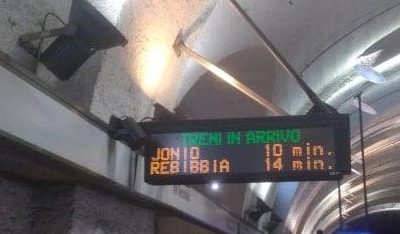 TRENI IN ARRIVO
JONIO 10 min.
REBIBBIA 14 min.